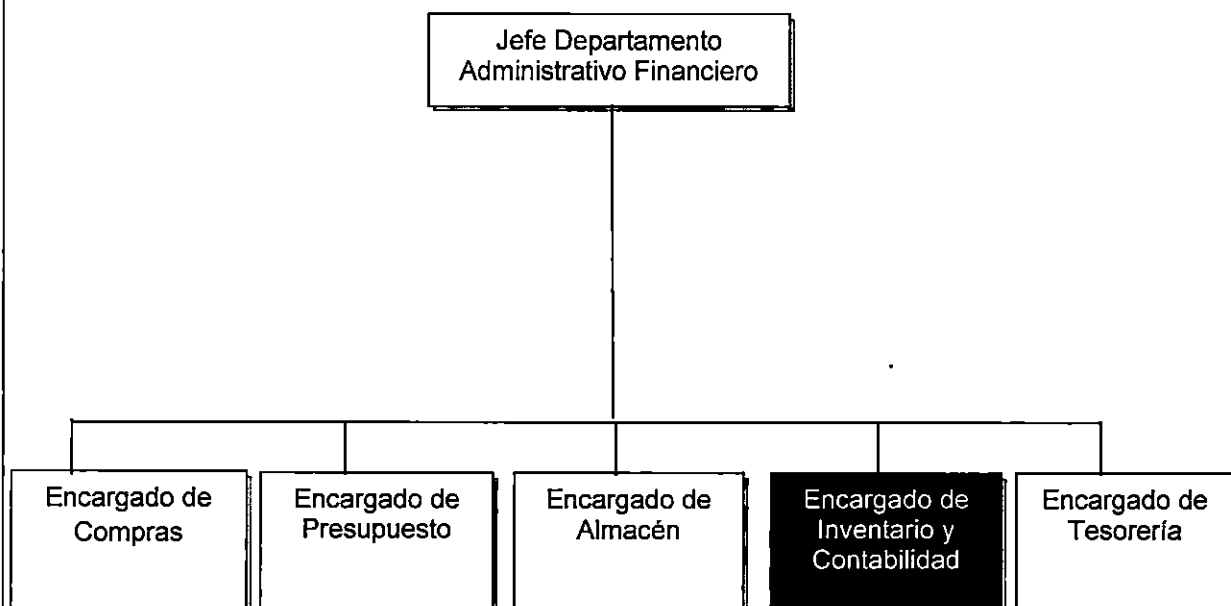 Jefe Departamento
Administrativo Financiero
Encargado de
Compras
Encargado de
Presupuesto
Encargado de
Almacén
Encargado de
Inventario y
Contabilidad
Encargado de
Tesorería